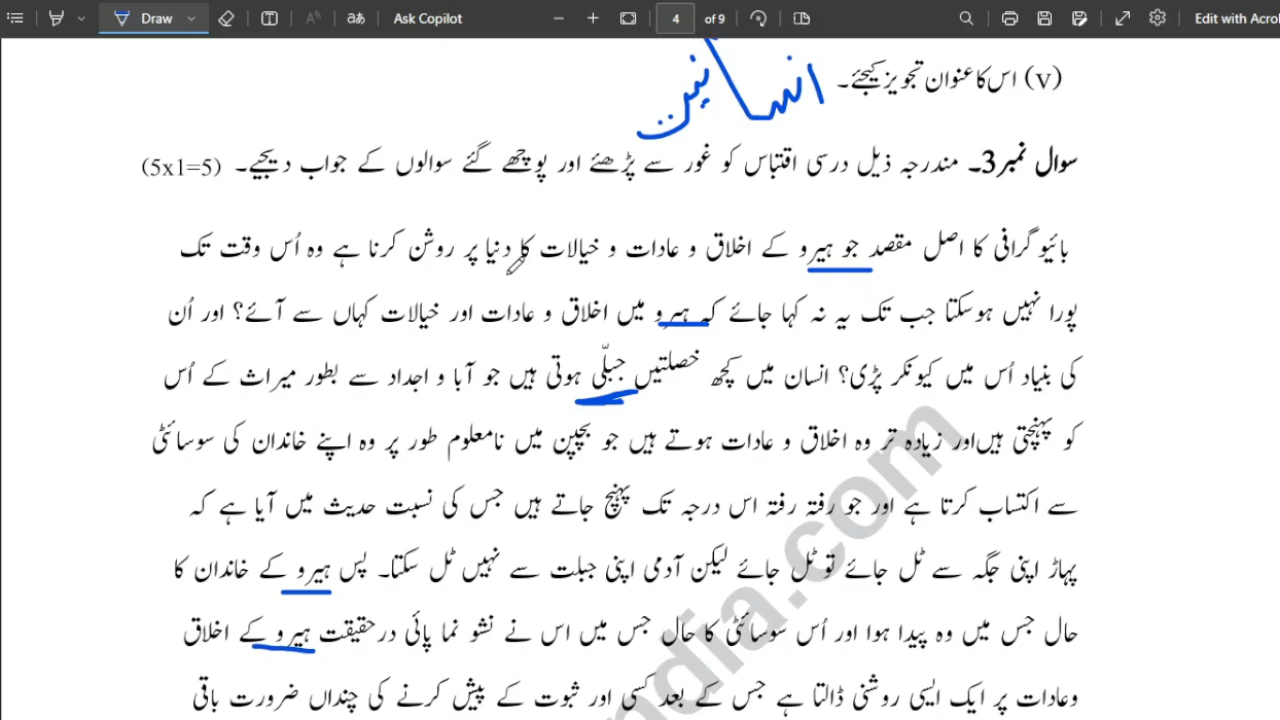 Draw
aあ
Ask Copilot
4 of 9
Edit with Acro
(v) اس کا عنوان تجویز کیجئے۔ انسانیت
سوال نمبر 3۔ مندرجہ ذیل درسی اقتباس کو غور سے پڑھئے اور پوچھے گئے سوالوں کے جواب دیجیے۔ (5x1=5)
بائیوگرافی کا اصل مقصد جو ہیرو کے اخلاق و عادات و خیالات کا دنیا پر روشن کرنا ہے وہ اُس وقت تک
پورا نہیں ہوسکتا جب تک یہ نہ کہا جائے کہ ہیرو میں اخلاق و عادات اور خیالات کہاں سے آئے؟ اور اُن
کی بنیاد اُس میں کیونکر پڑی؟ انسان میں کچھ خصلتیں جبلّی ہوتی ہیں جو آبا و اجداد سے بطور میراث کے اُس
کو پہنچتی ہیں اور زیادہ تر وہ اخلاق و عادات ہوتے ہیں جو بچپن میں نامعلوم طور پر وہ اپنے خاندان کی سوسائٹی
سے اکتساب کرتا ہے اور جو رفتہ رفتہ اس درجہ تک پہنچ جاتے ہیں جس کی نسبت حدیث میں آیا ہے کہ
پہاڑ اپنی جگہ سے ٹل جائے تو ٹل جائے لیکن آدمی اپنی جبلت سے نہیں ٹل سکتا۔ پس ہیرو کے خاندان کا
حال جس میں وہ پیدا ہوا اور اُس سوسائٹی کا حال جس میں اس نے نشو نما پائی درحقیقت ہیرو کے اخلاق
وعادات پر ایک ایسی روشنی ڈالتا ہے جس کے بعد کسی اور ثبوت کے پیش کرنے کی چنداں ضرورت باقی